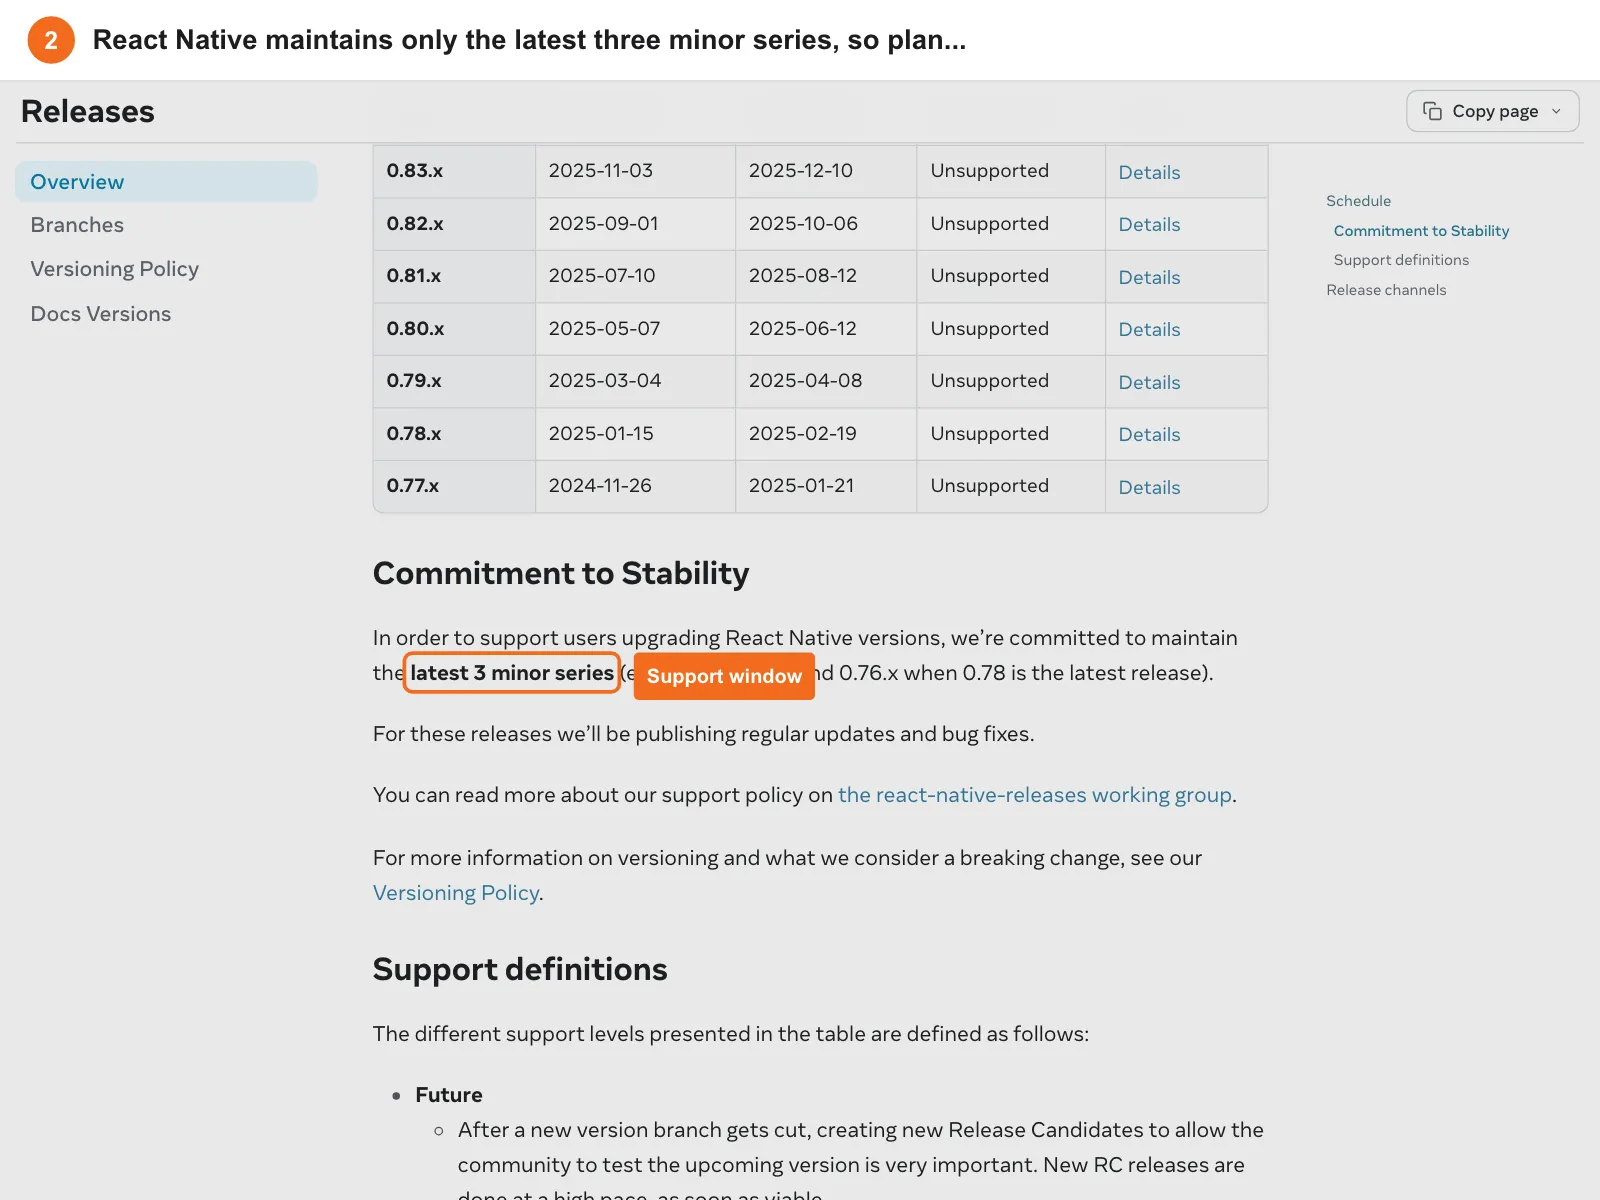 2
React Native maintains only the latest three minor series, so plan...
Releases
Copy page
Overview
Branches
Versioning Policy
Docs Versions
0.83.x 2025-11-03 2025-12-10 Unsupported Details
0.82.x 2025-09-01 2025-10-06 Unsupported Details
0.81.x 2025-07-10 2025-08-12 Unsupported Details
0.80.x 2025-05-07 2025-06-12 Unsupported Details
0.79.x 2025-03-04 2025-04-08 Unsupported Details
0.78.x 2025-01-15 2025-02-19 Unsupported Details
0.77.x 2024-11-26 2025-01-21 Unsupported Details
Schedule
Commitment to Stability
Support definitions
Release channels
Commitment to Stability
In order to support users upgrading React Native versions, we’re committed to maintain
the latest 3 minor series Support window 0.76.x when 0.78 is the latest release).
For these releases we’ll be publishing regular updates and bug fixes.
You can read more about our support policy on the react-native-releases working group.
For more information on versioning and what we consider a breaking change, see our
Versioning Policy.
Support definitions
The different support levels presented in the table are defined as follows:
• Future
After a new version branch gets cut, creating new Release Candidates to allow the
community to test the upcoming version is very important. New RC releases are
done at a high pace, as soon as viable.